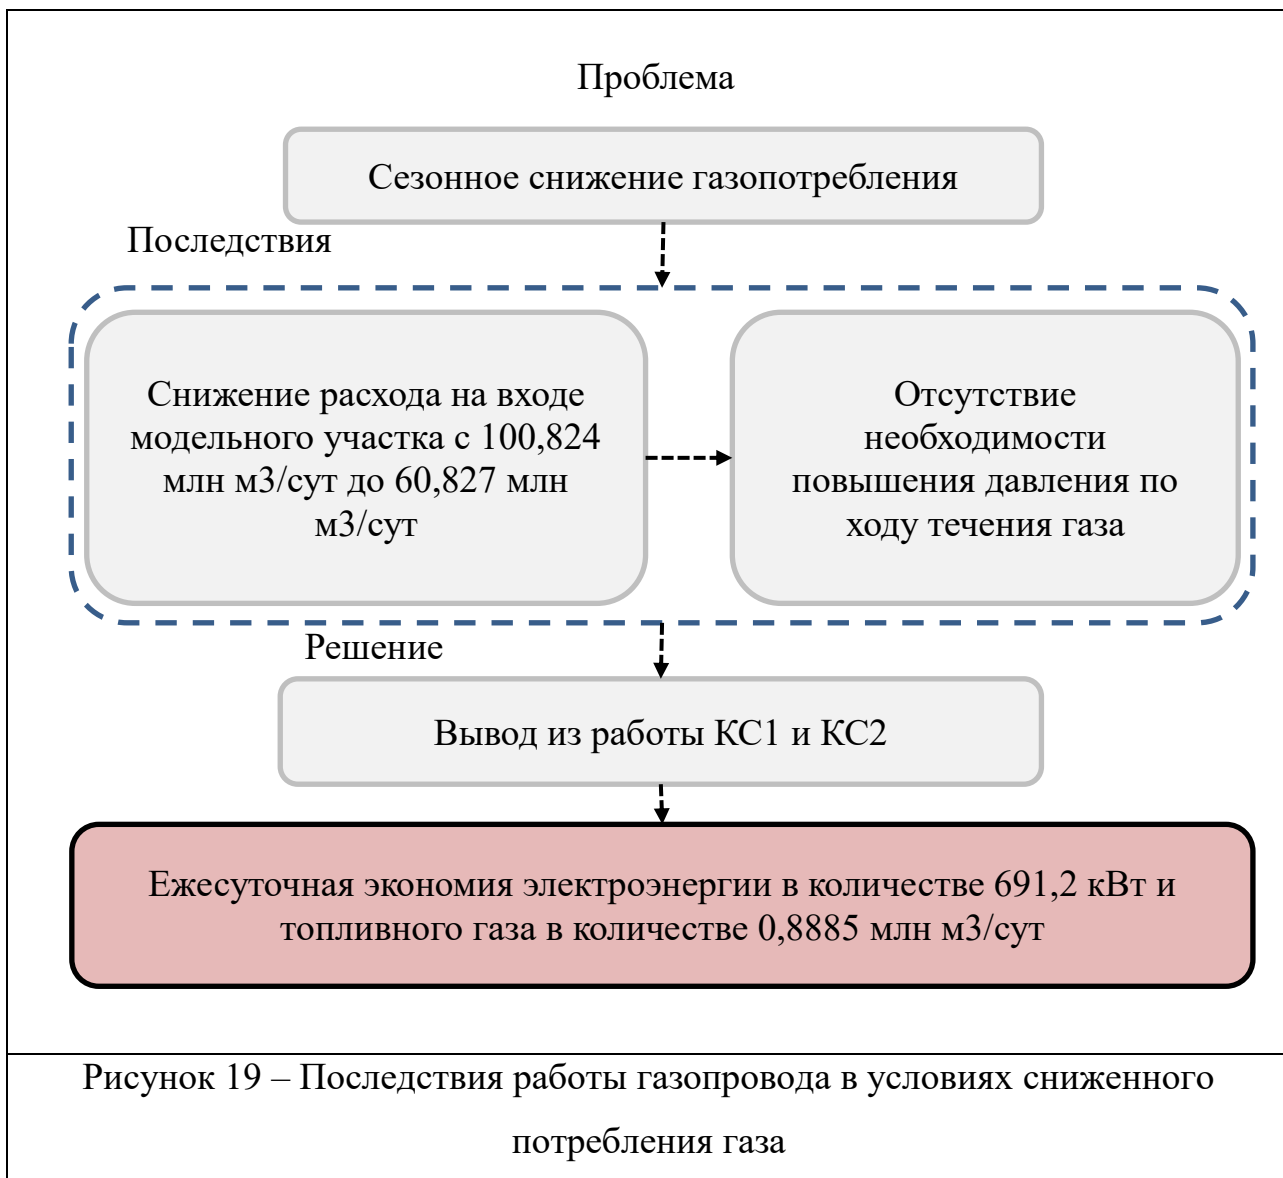 Проблема
Сезонное снижение газопотребления
Последствия
Снижение расхода на входе
модельного участка с 100,824
млн м3/сут до 60,827 млн
м3/сут
Отсутствие
необходимости
повышения давления по
ходу течения газа
Решение
Вывод из работы КС1 и КС2
Ежесуточная экономия электроэнергии в количестве 691,2 кВт и
топливного газа в количестве 0,8885 млн м3/сут
Рисунок 19 – Последствия работы газопровода в условиях сниженного
потребления газа